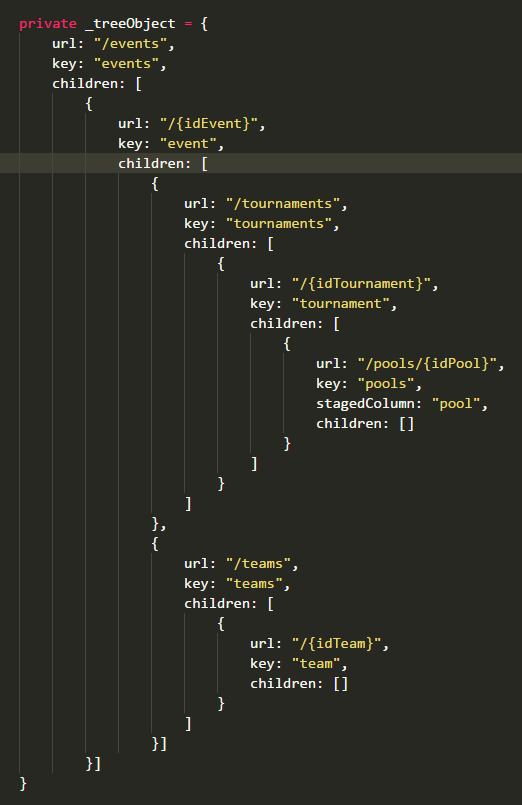 private _treeObject = {
    url: "/events",
    key: "events",
    children: [
        {
            url: "/{idEvent}",
            key: "event",
            children: [
                {
                    url: "/tournaments",
                    key: "tournaments",
                    children: [
                        {
                            url: "/{idTournament}",
                            key: "tournament",
                            children: [
                                {
                                    url: "/pools/{idPool}",
                                    key: "pools",
                                    stagedColumn: "pool",
                                    children: []
                                }
                            ]
                        }
                    ]
                },
                {
                    url: "/teams",
                    key: "teams",
                    children: [
                        {
                            url: "/{idTeam}",
                            key: "team",
                            children: []
                        }
                    ]
                }]
        }]
}